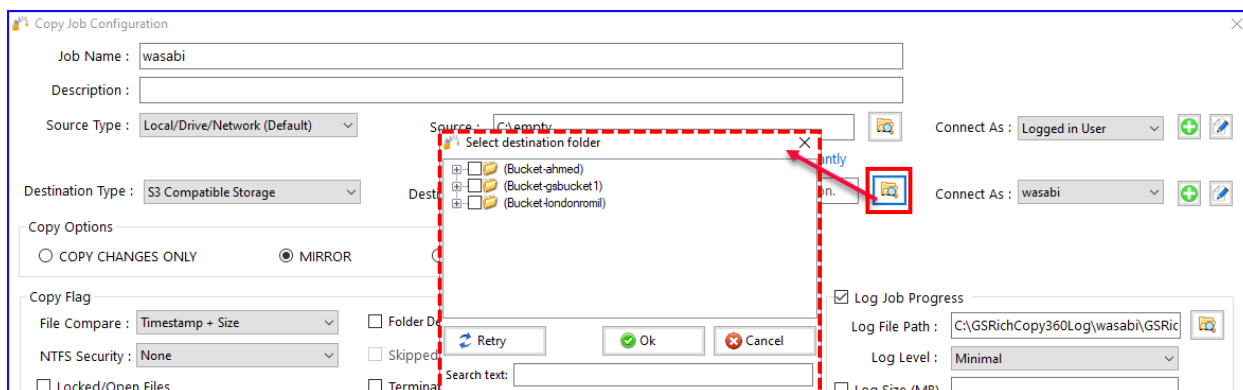 Copy Job Configuration
Job Name : wasabi
Description :
Source Type : Local/Drive/Network (Default) Source : C:\empty Connect As : Logged in User
Select destination folder
antly
(Bucket-ahmed)
(Bucket-gsbucket1)
(Bucket-londonromil)
Destination Type : S3 Compatible Storage Desti on. Connect As : wasabi
Copy Options
COPY CHANGES ONLY MIRROR
Copy Flag Log Job Progress
File Compare : Timestamp + Size Folder De Log File Path : C:\GSRichCopy360Log\wasabi\GSRic
Retry Ok Cancel
NTFS Security : None Skipped Log Level : Minimal
Search text:
Locked/Open Files Terminat Log Size (MB)